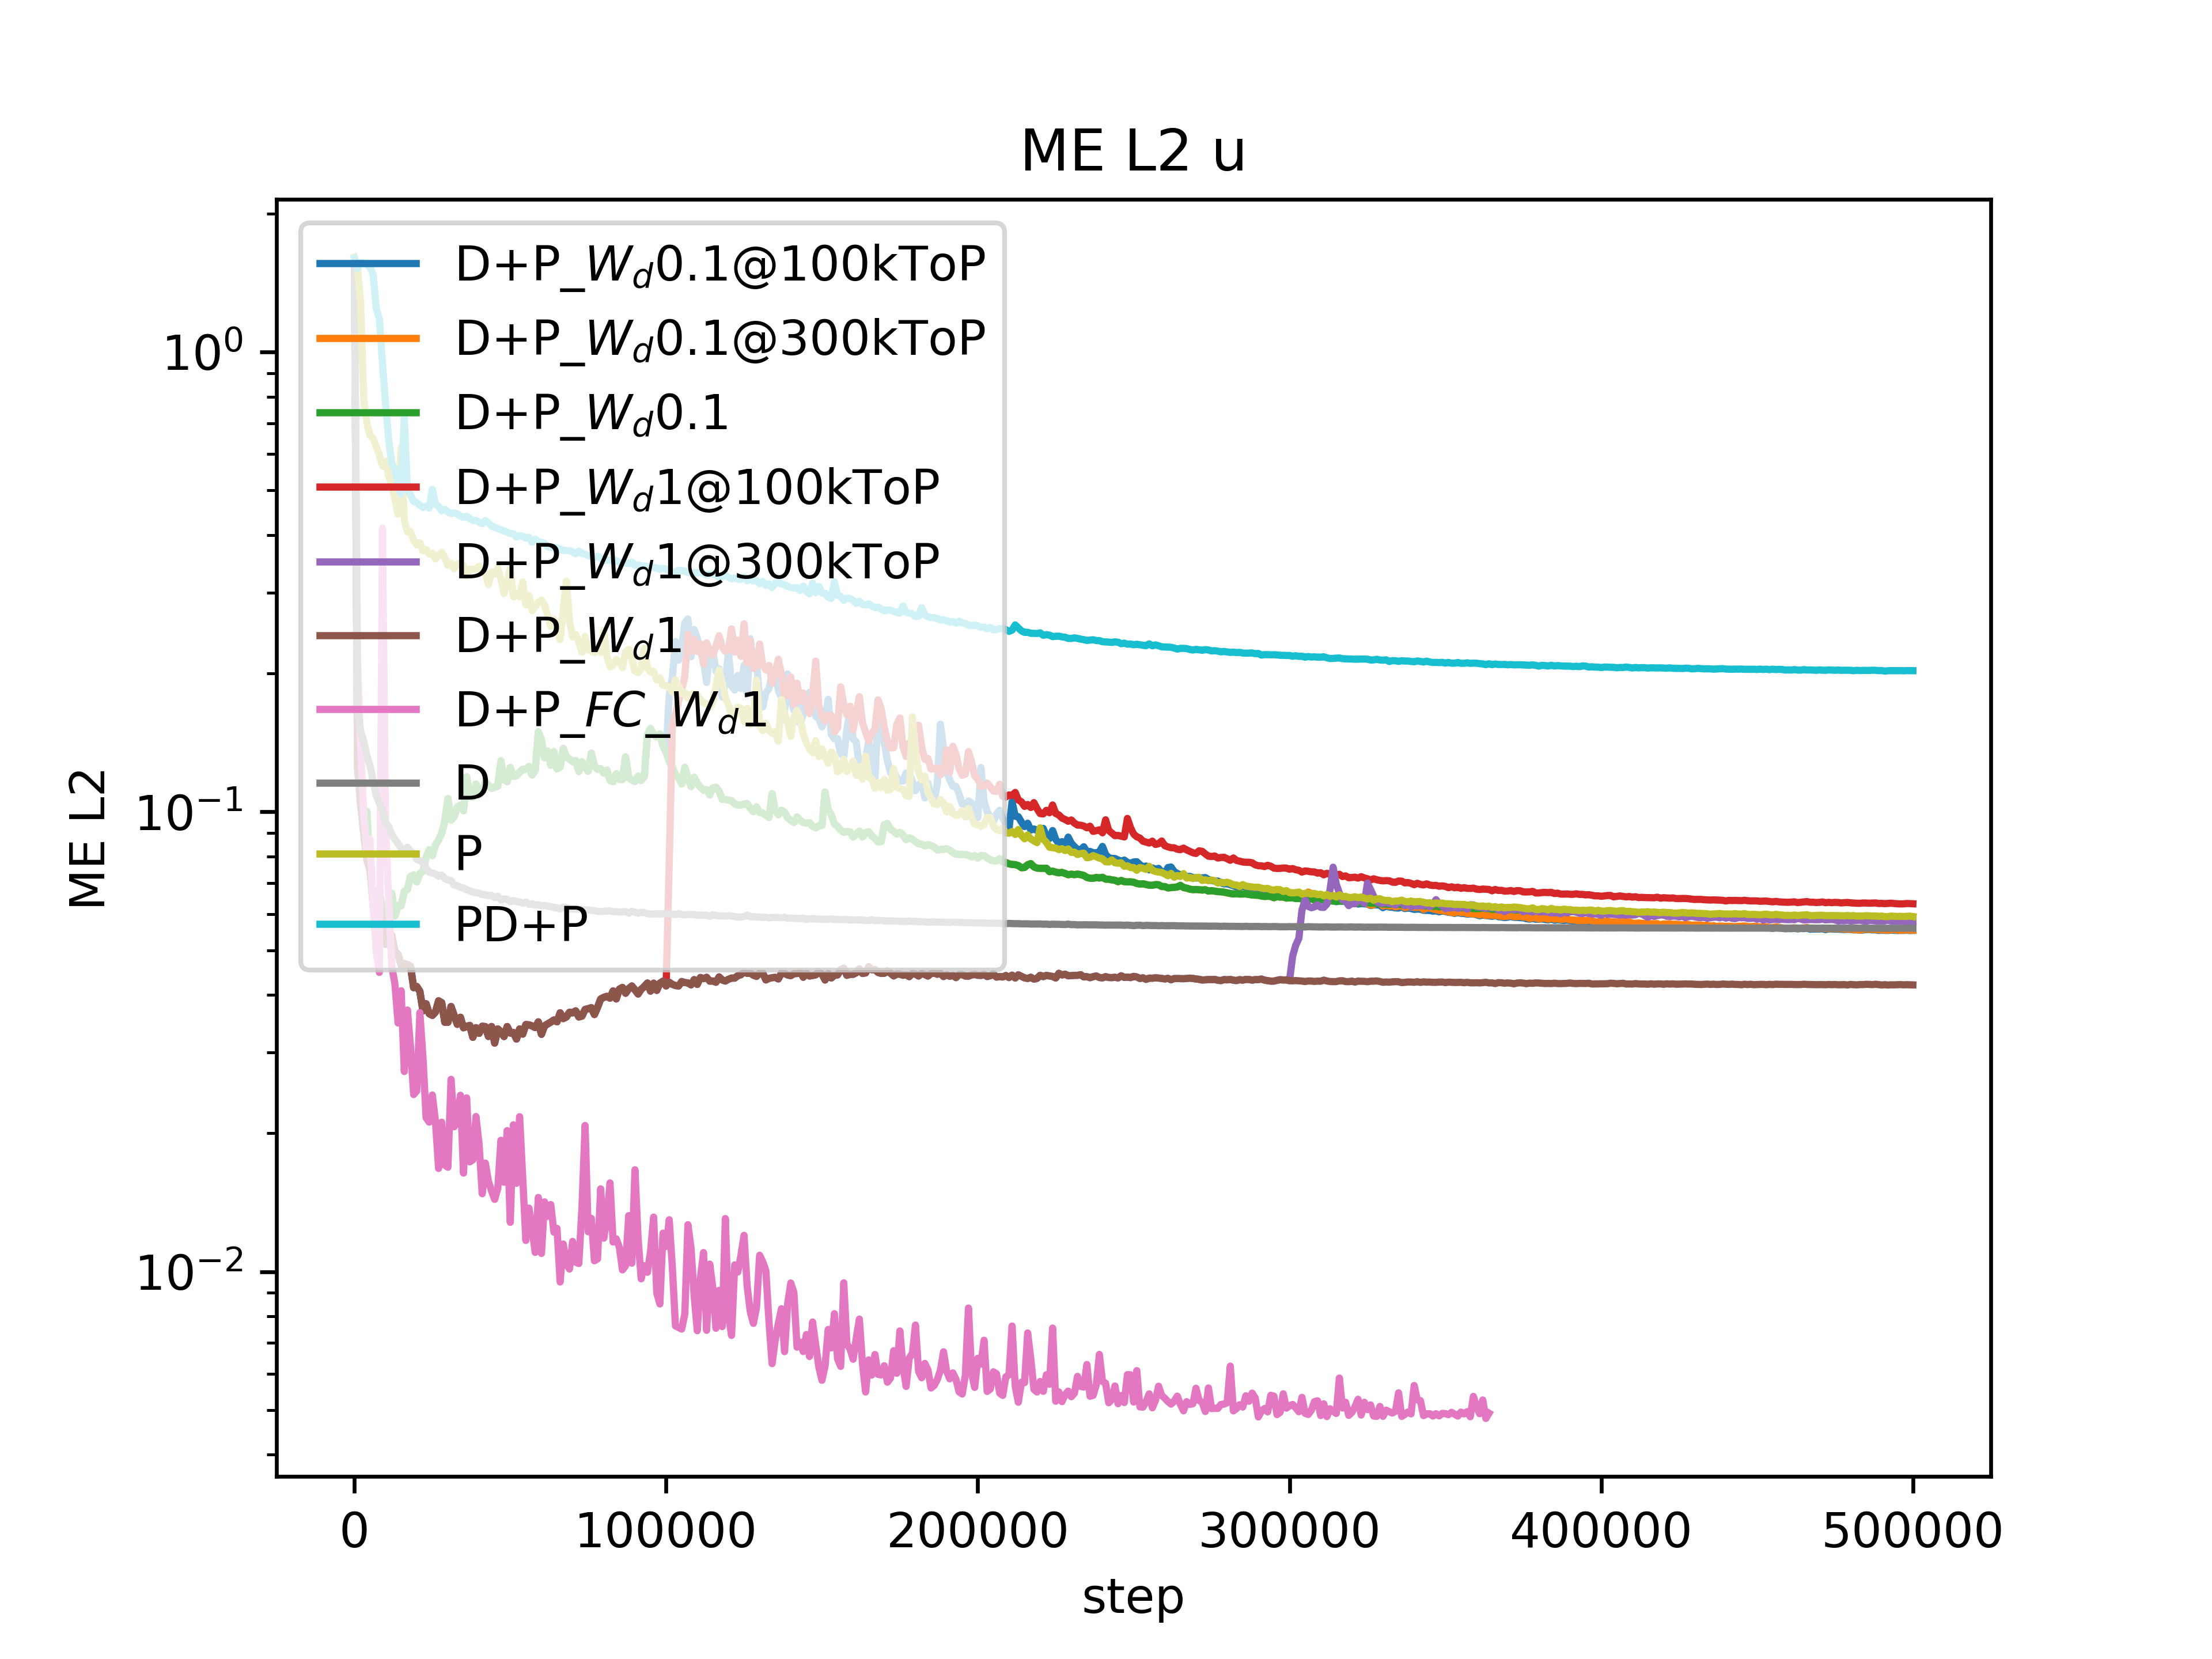 ME L2 u
D+P_W_d0.1@100kToP
D+P_W_d0.1@300kToP
D+P_W_d0.1
D+P_W_d1@100kToP
D+P_W_d1@300kToP
D+P_W_d1
D+P_FC_W_d1
D
P
PD+P
ME L2
10^0
10^-1
10^-2
0 100000 200000 300000 400000 500000
step